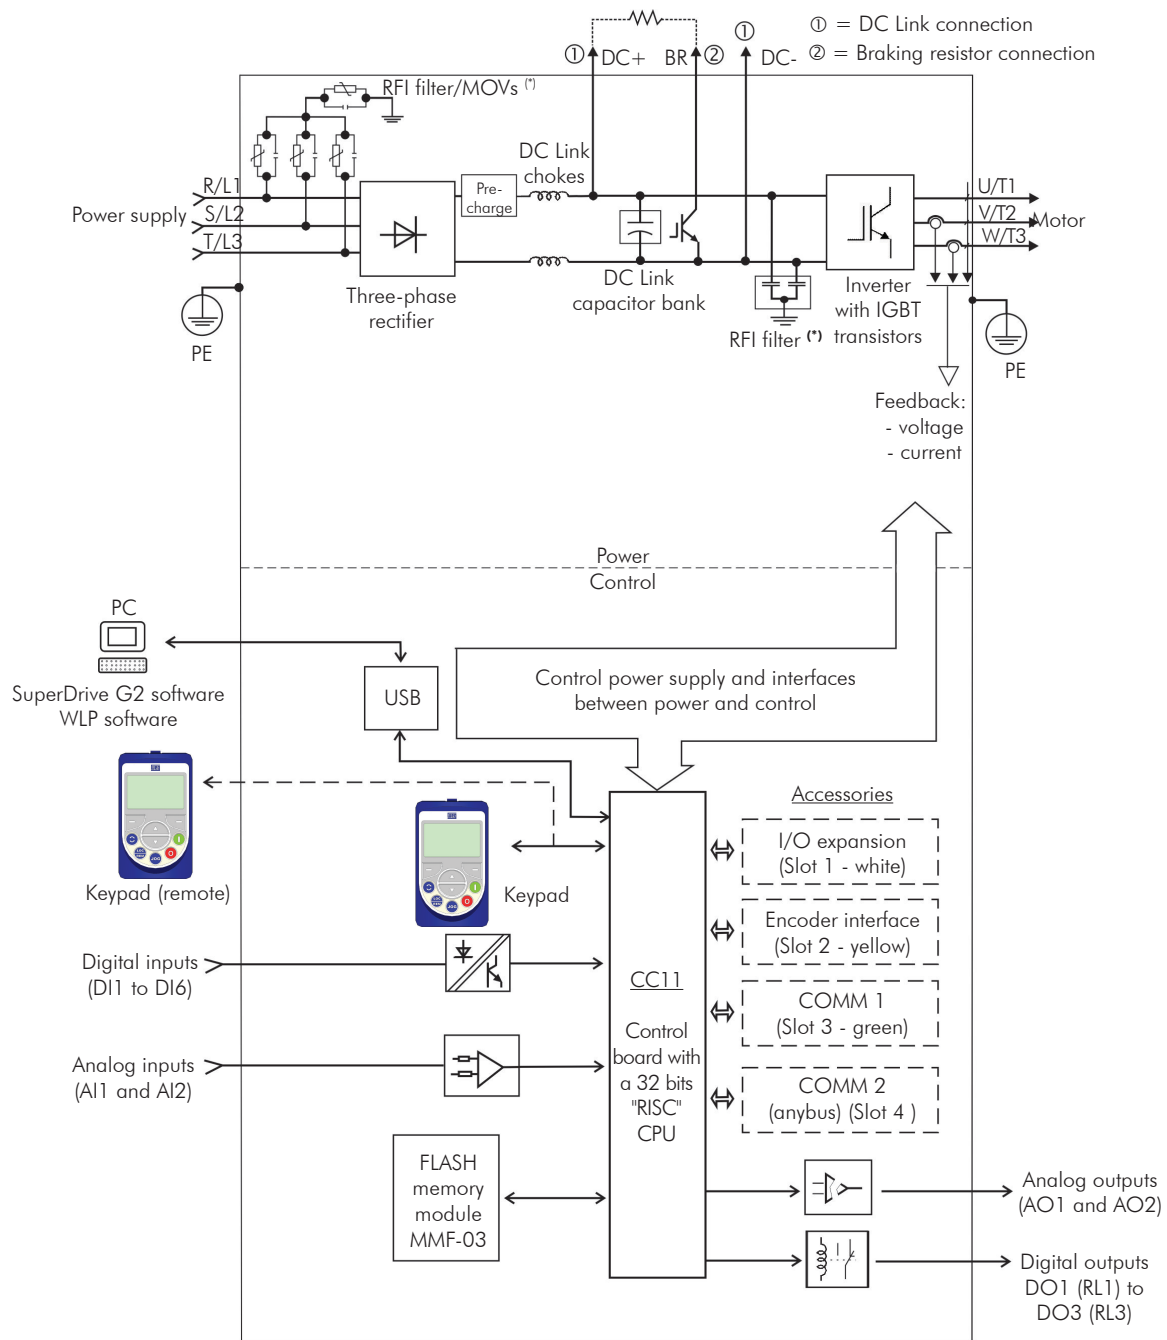 ① = DC Link connection
① DC+ BR ② ① DC- ② = Braking resistor connection
RFI filter/MOVs (*)
DC Link
chokes
Pre-
charge
R/L1
Power supply S/L2
T/L3
U/T1
V/T2
Motor
W/T3
Three-phase
rectifier
DC Link
capacitor bank
Inverter
with IGBT
transistors
RFI filter (*)
PE
PE
Feedback:
- voltage
- current
Power
Control
PC
SuperDrive G2 software
WLP software
USB
Control power supply and interfaces
between power and control
Keypad (remote)
Keypad
Accessories
I/O expansion
(Slot 1 - white)
Encoder interface
(Slot 2 - yellow)
COMM 1
(Slot 3 - green)
COMM 2
(anybus) (Slot 4 )
Digital inputs
(DI1 to DI6)
Analog inputs
(AI1 and AI2)
CC11
Control
board with
a 32 bits
"RISC"
CPU
FLASH
memory
module
MMF-03
Analog outputs
(AO1 and AO2)
Digital outputs
DO1 (RL1) to
DO3 (RL3)